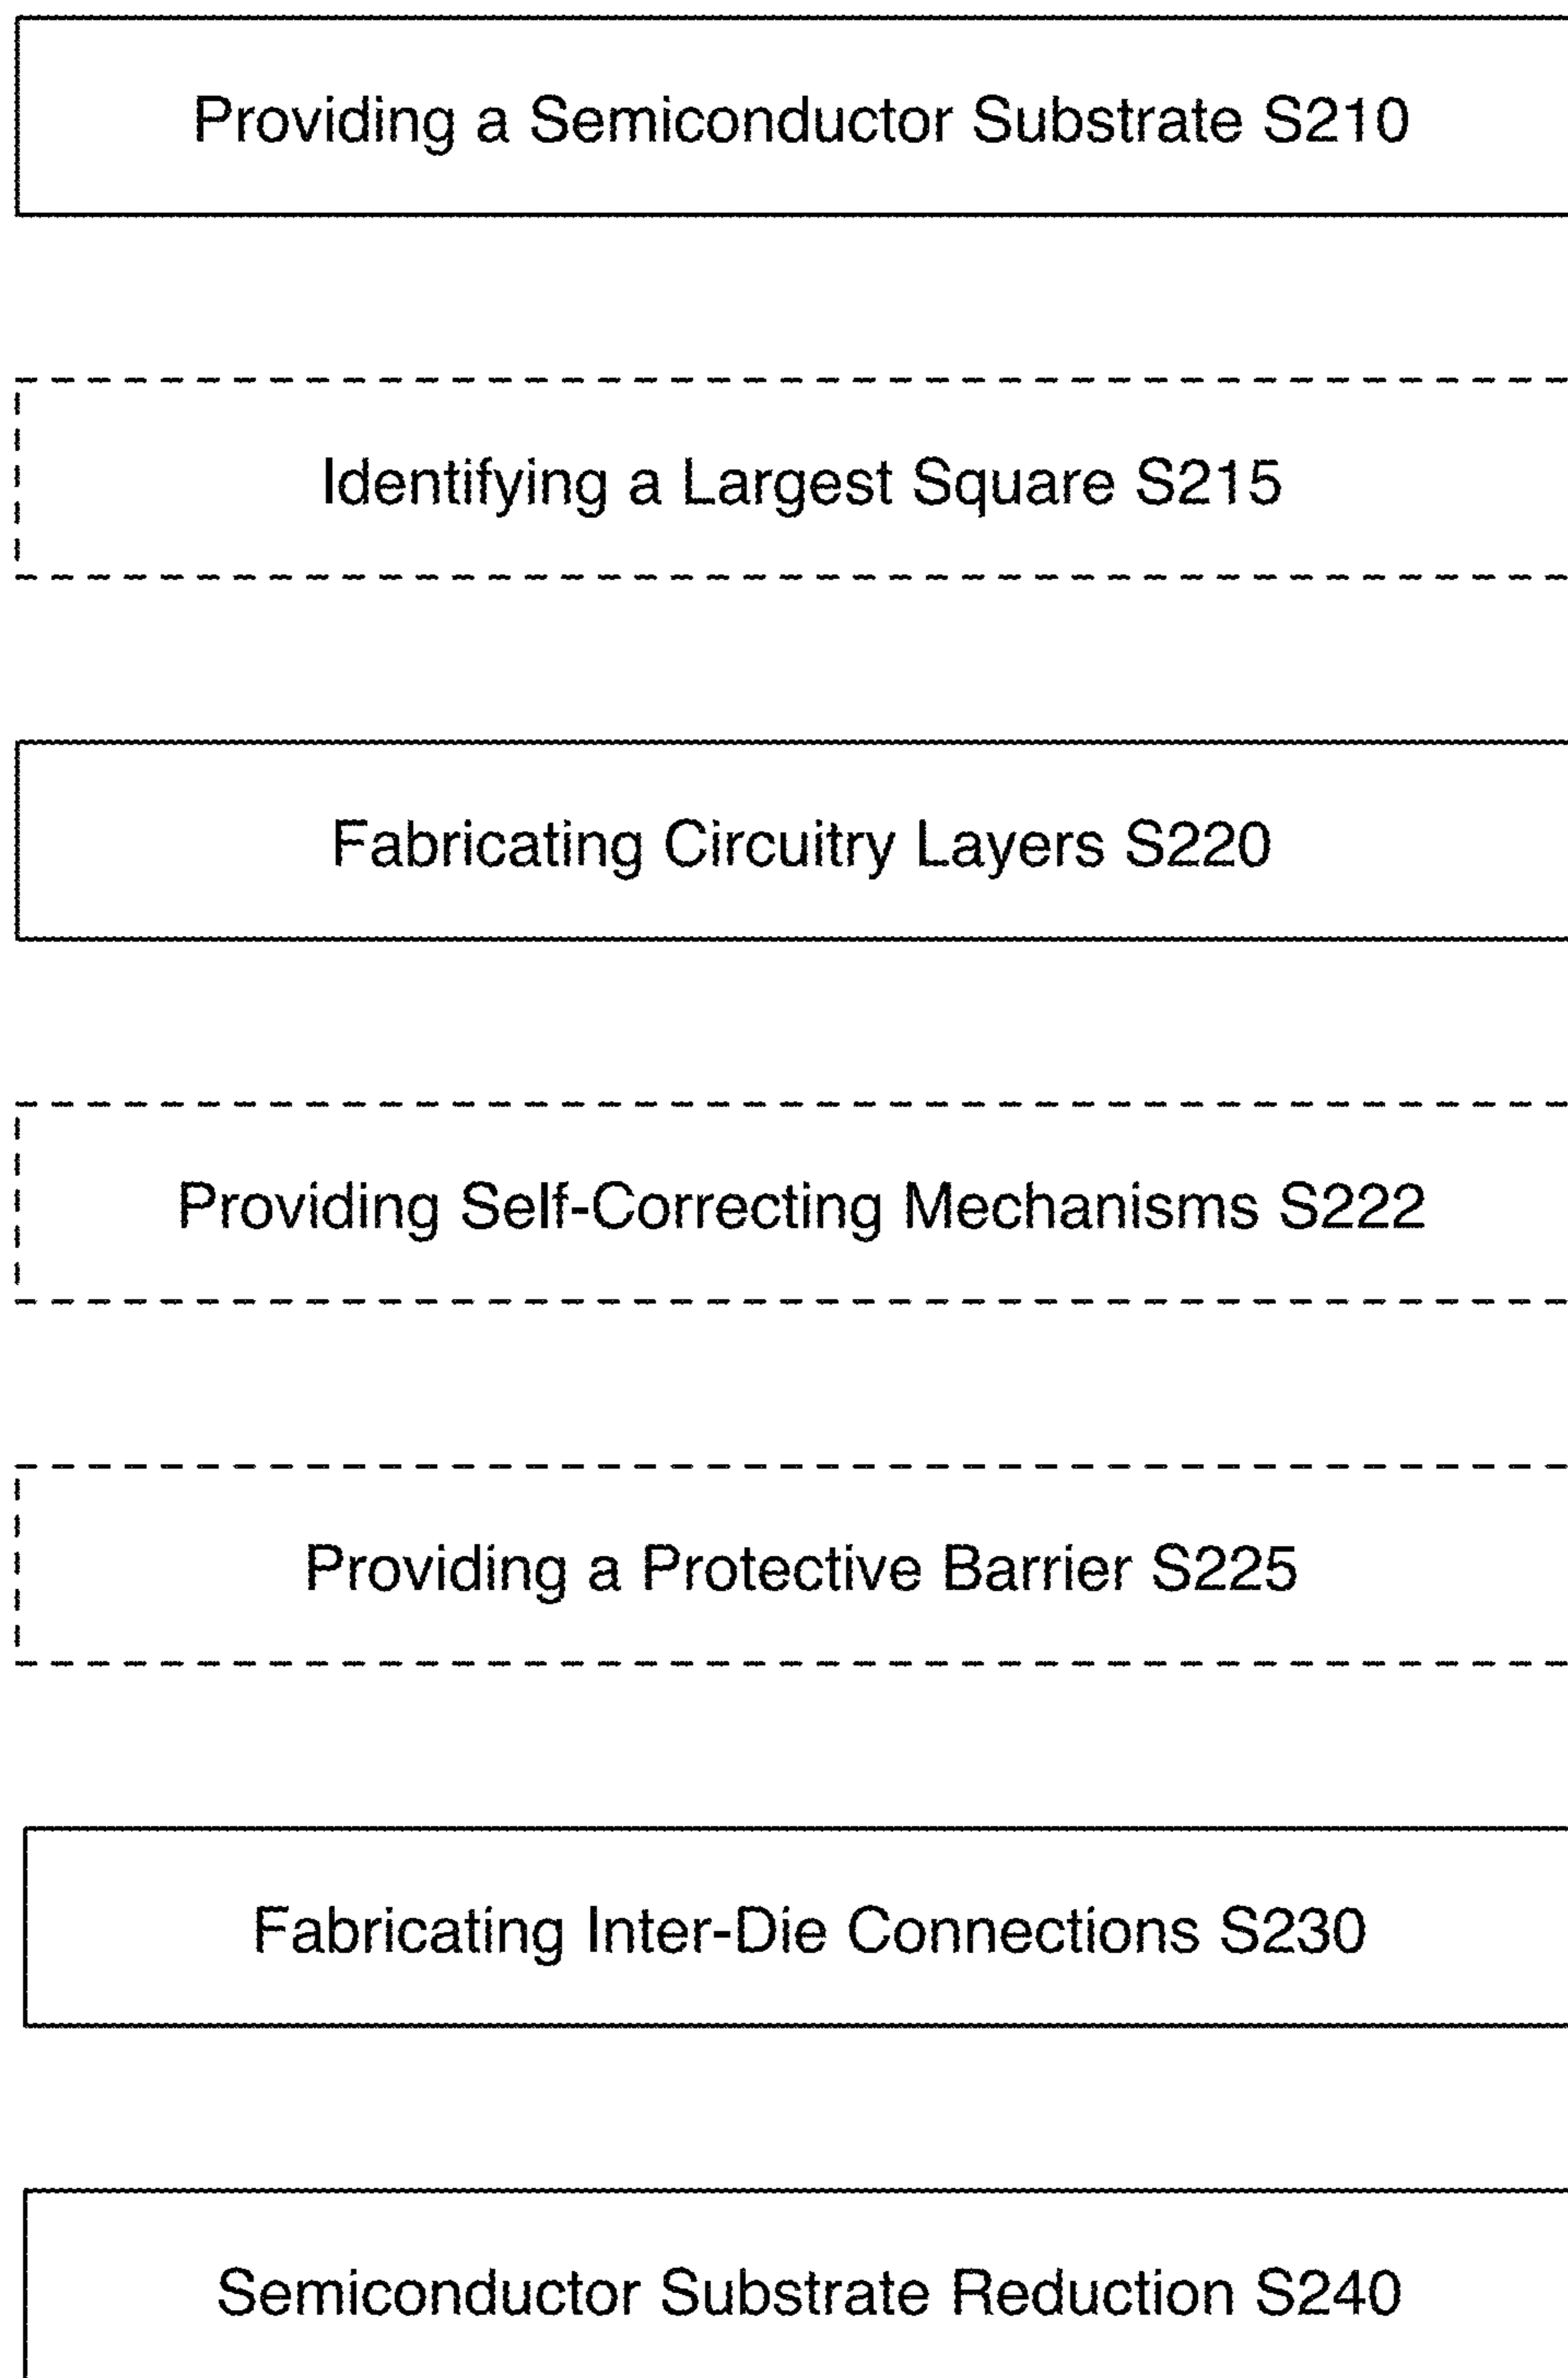 Providing a Semiconductor Substrate S210
Identifying a Largest Square S215
Fabricating Circuitry Layers S220
Providing Self-Correcting Mechanisms S222
Providing a Protective Barrier S225
Fabricating Inter-Die Connections S230
Semiconductor Substrate Reduction S240